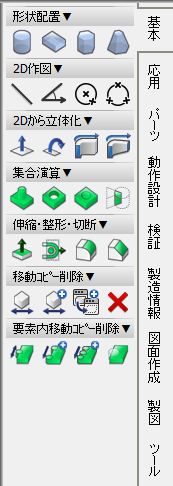 形状配置▼
2D作図▼
2Dから立体化▼
集合演算▼
伸縮・整形・切断▼
移動コピー削除▼
要素内移動コピー削除▼
基本
応用
パーツ
動作設計
検証
製造情報
図面作成
製図
ツール